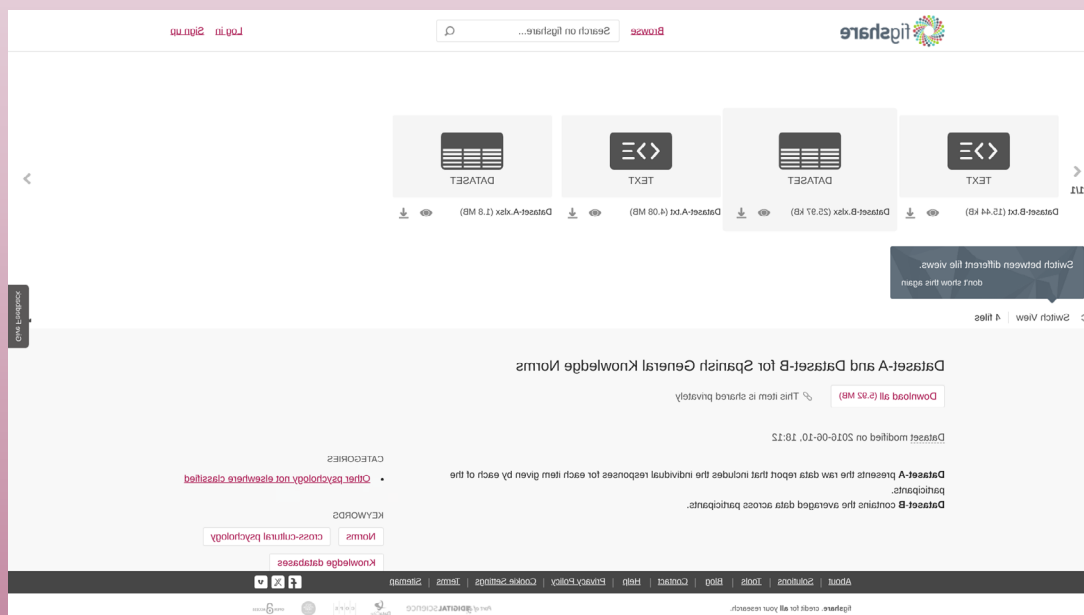 figshare
Browse
Search on figshare...
Log in Sign up
TEXT
DATASET
TEXT
DATASET
1/1
Dataset-B.txt (15.44 kB)
Dataset-B.xlsx (25.97 kB)
Dataset-A.txt (4.08 MB)
Dataset-A.xlsx (1.8 MB)
Switch between different file views.
don't show this again
Switch View 4 files
Give Feedback
Dataset-A and Dataset-B for Spanish General Knowledge Norms
Download all (5.92 MB)
This item is shared privately
Dataset modified on 2016-06-10, 18:12
Dataset-A presents the raw data report that includes the individual responses for each item given by each of the
participants.
Dataset-B contains the averaged data across participants.
CATEGORIES
Other psychology not elsewhere classified
KEYWORDS
Norms
cross-cultural psychology
Knowledge databases
About | Solutions | Tools | Blog | Contact | Help | Privacy Policy | Cookie Settings | Terms | Sitemap
figshare. credit for all your research.
Part of DIGITALSCIENCE